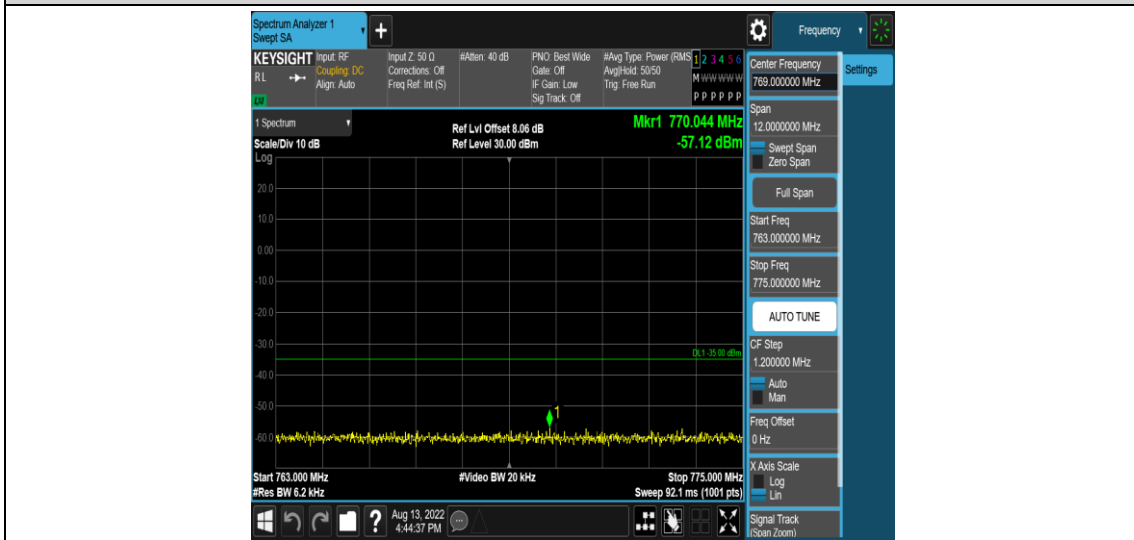 Spectrum Analyzer 1
Swept SA
+
Frequency
KEYSIGHT
RL
Input: RF
Coupling: DC
Align: Auto
Input Z: 50 Ω
Corrections: Off
Freq Ref: Int (S)
#Atten: 40 dB
PNO: Best Wide
Gate: Off
IF Gain: Low
Sig Track: Off
#Avg Type: Power (RMS
Avg|Hold: 50/50
Trig: Free Run
1 2 3 4 5 6
M W W W W W
P P P P P P
1 Spectrum
Scale/Div 10 dB
Log
Ref Lvl Offset 8.06 dB
Ref Level 30.00 dBm
Mkr1 770.044 MHz
-57.12 dBm
20.0
10.0
0.00
-10.0
-20.0
-30.0
DL1 -35.00 dBm
-40.0
-50.0
1
-60.0
Start 763.000 MHz
#Res BW 6.2 kHz
#Video BW 20 kHz
Stop 775.000 MHz
Sweep 92.1 ms (1001 pts)
?
Aug 13, 2022
4:44:37 PM
Center Frequency
769.000000 MHz
Settings
Span
12.0000000 MHz
Swept Span
Zero Span
Full Span
Start Freq
763.000000 MHz
Stop Freq
775.000000 MHz
AUTO TUNE
CF Step
1.200000 MHz
Auto
Man
Freq Offset
0 Hz
X Axis Scale
Log
Lin
Signal Track
(Span Zoom)